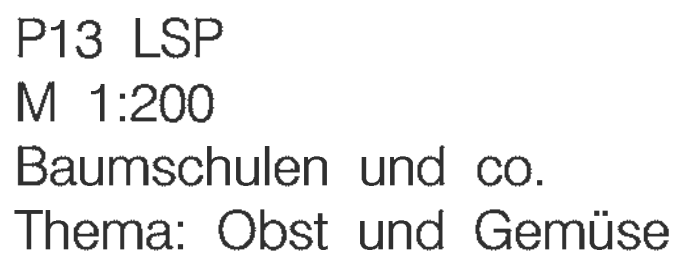 P13 LSP
M 1:200
Baumschulen und co.
Thema: Obst und Gemüse